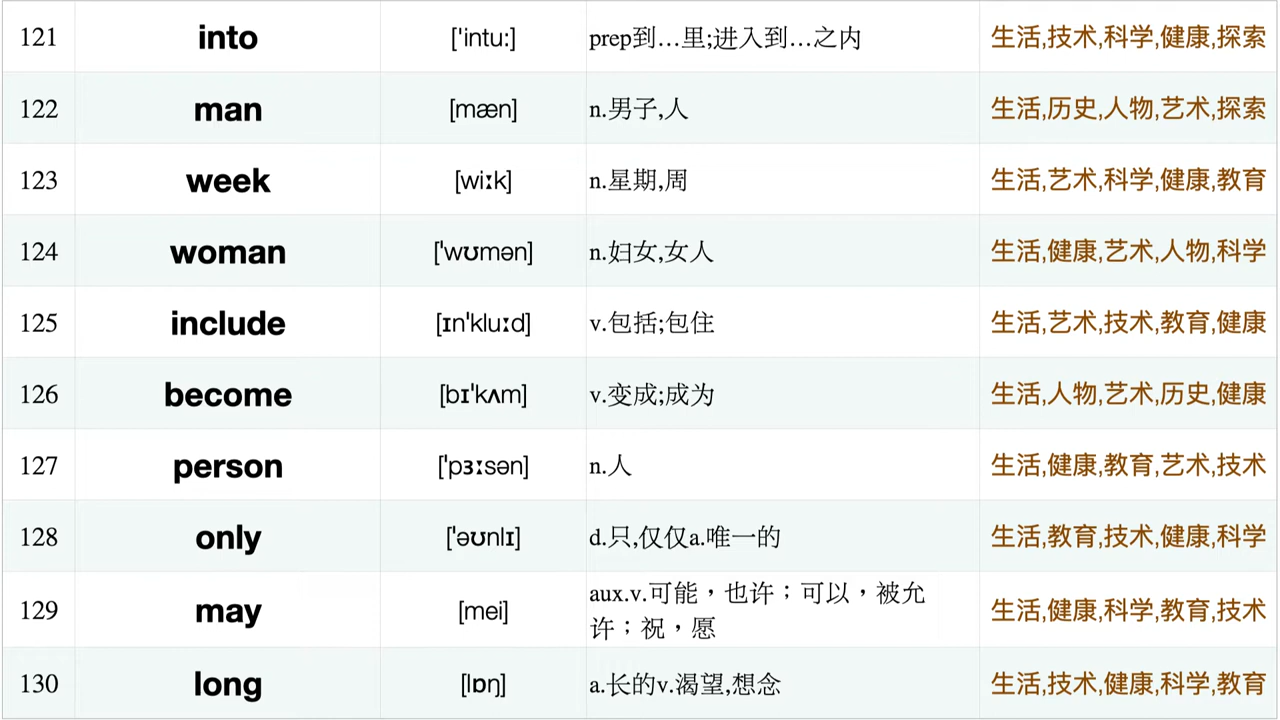 121 into ['intu:] prep到…里;进入到…之内 生活,技术,科学,健康,探索
122 man [mæn] n.男子,人 生活,历史,人物,艺术,探索
123 week [wiːk] n.星期,周 生活,艺术,科学,健康,教育
124 woman ['wʊmən] n.妇女,女人 生活,健康,艺术,人物,科学
125 include [ɪn'kluːd] v.包括;包住 生活,艺术,技术,教育,健康
126 become [bɪ'kʌm] v.变成;成为 生活,人物,艺术,历史,健康
127 person ['pɜːsən] n.人 生活,健康,教育,艺术,技术
128 only ['əʊnlɪ] d.只,仅仅a.唯一的 生活,教育,技术,健康,科学
129 may [mei] aux.v.可能，也许；可以，被允
许；祝，愿 生活,健康,科学,教育,技术
130 long [lɒŋ] a.长的v.渴望,想念 生活,技术,健康,科学,教育